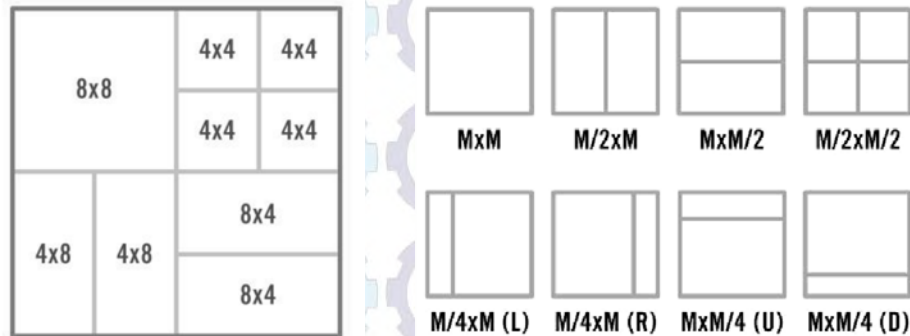 8x8
4x4 4x4
4x4 4x4
4x8 4x8
8x4
8x4
MxM M/2xM MxM/2 M/2xM/2
M/4xM (L) M/4xM (R) MxM/4 (U) MxM/4 (D)